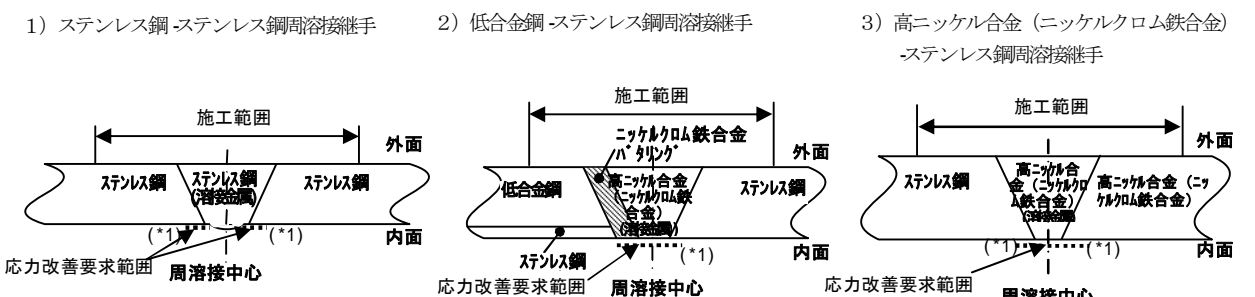 1）ステンレス鋼-ステンレス鋼周溶接継手
施工範囲
外面
ステンレス鋼
ステンレス鋼
(溶接金属)
ステンレス鋼
(*1)
(*1)
内面
応力改善要求範囲
周溶接中心
2）低合金鋼-ステンレス鋼周溶接継手
施工範囲
ニッケルクロム鉄合金
バタリング
外面
低合金鋼
高ニッケル合金
(ニッケルクロム鉄
合金)
(溶接金属)
ステンレス鋼
ステンレス鋼
(*1)
内面
応力改善要求範囲
周溶接中心
3）高ニッケル合金（ニッケルクロム鉄合金）
-ステンレス鋼周溶接継手
施工範囲
外面
ステンレス鋼
高ニッケル合
金（ニッケルクロ
ム鉄合金）
(溶接金属)
高ニッケル合金（ニッ
ケルクロム鉄合金）
(*1)
(*1)
内面
応力改善要求範囲
周溶接中心